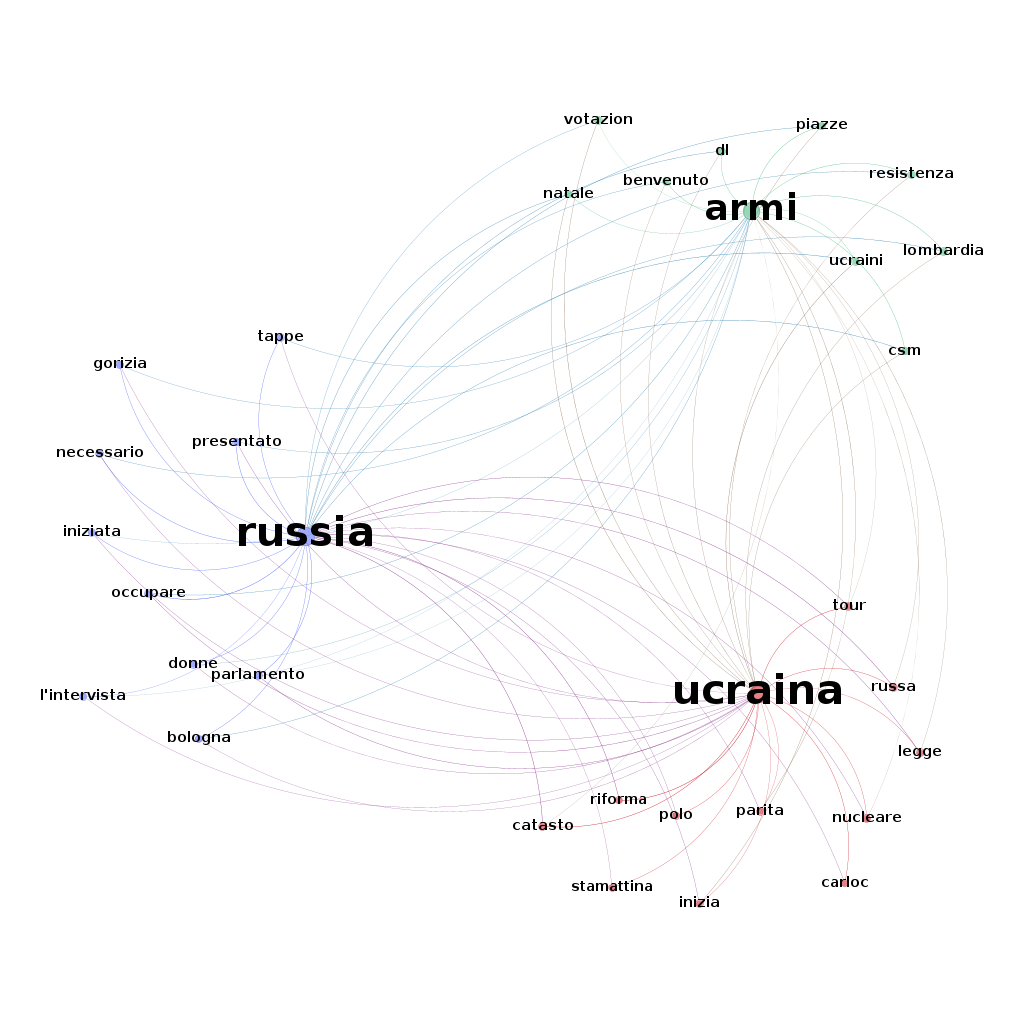 votazion
piazze
dl
resistenza
benvenuto
natale
armi
lombardia
ucraini
tappe
csm
gorizia
presentato
necessario
iniziata
russia
occupare
tour
donne
parlamento
russa
l'intervista
ucraina
bologna
legge
riforma
polo
parita
nucleare
catasto
stamattina
carloc
inizia